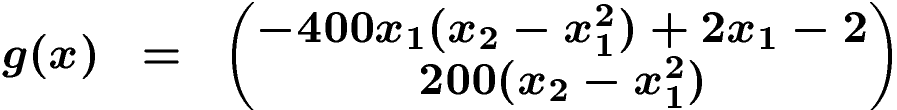 g(x) = ( −400x₁(x₂ − x₁²) + 2x₁ − 2
200(x₂ − x₁²) )